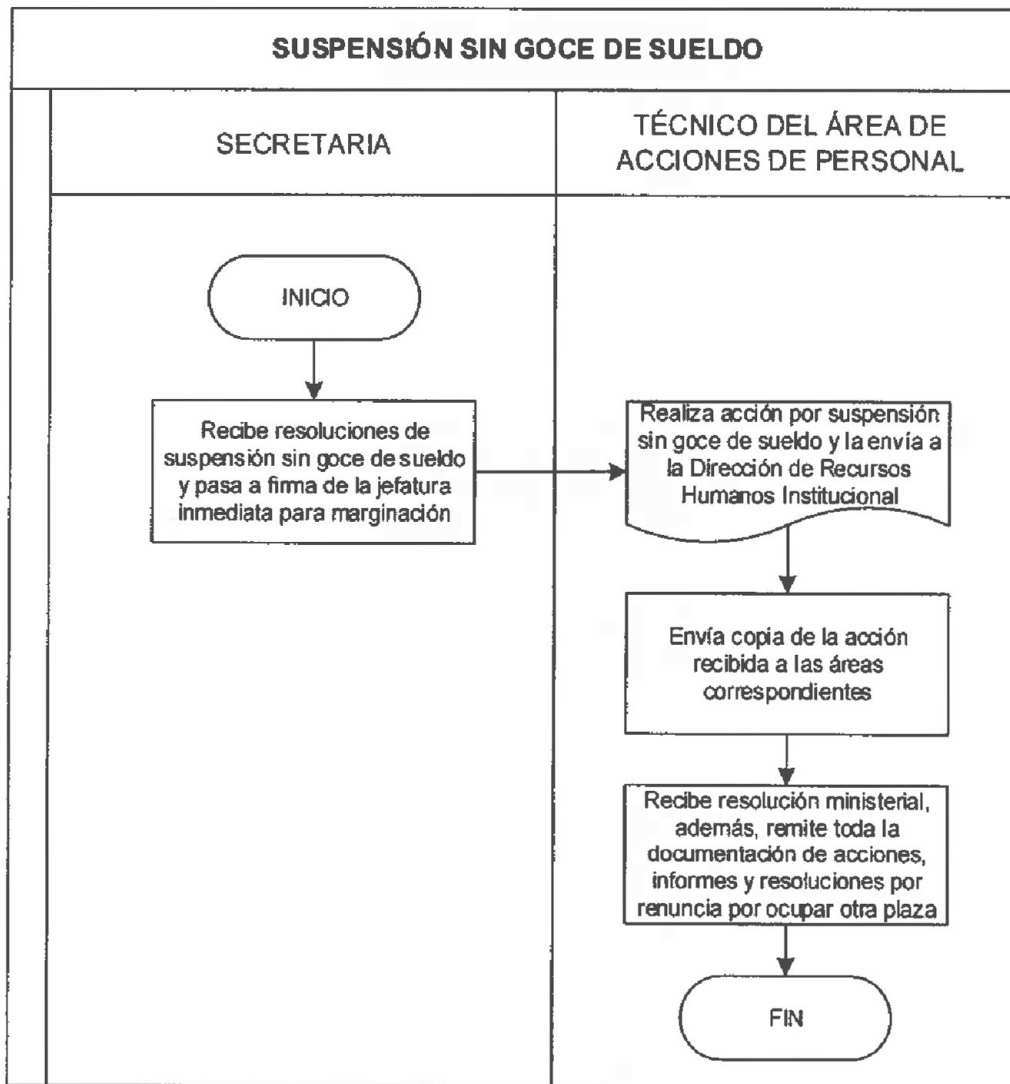 SUSPENSIÓN SIN GOCE DE SUELDO
SECRETARIA
TÉCNICO DEL ÁREA DE
ACCIONES DE PERSONAL
INICIO
Recibe resoluciones de
suspensión sin goce de sueldo
y pasa a firma de la jefatura
inmediata para marginación
Realiza acción por suspensión
sin goce de sueldo y la envía a
la Dirección de Recursos
Humanos Institucional
Envía copia de la acción
recibida a las áreas
correspondientes
Recibe resolución ministerial,
además, remite toda la
documentación de acciones,
informes y resoluciones por
renuncia por ocupar otra plaza
FIN